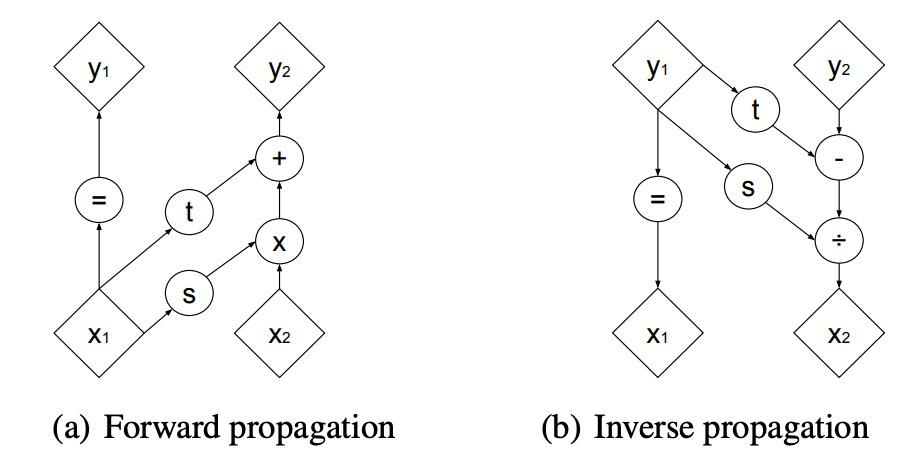 y1 y2 y1 y2
t
+ -
= t s =
x ÷
s
x1 x2 x1 x2
(a) Forward propagation (b) Inverse propagation